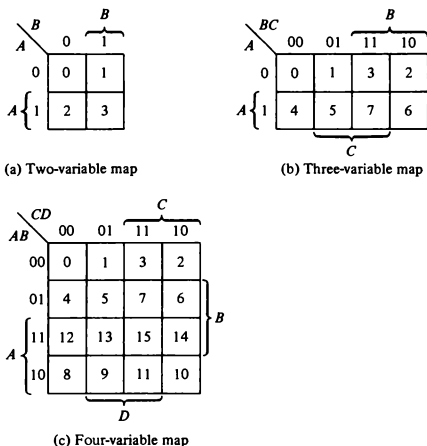 B
B
A 0 1
0 0 1
A { 1 2 3
(a) Two-variable map
B
BC
A 00 01 11 10
0 0 1 3 2
A { 1 4 5 7 6
C
(b) Three-variable map
C
CD
AB 00 01 11 10
00 0 1 3 2
01 4 5 7 6
B
11 12 13 15 14
A
10 8 9 11 10
D
(c) Four-variable map